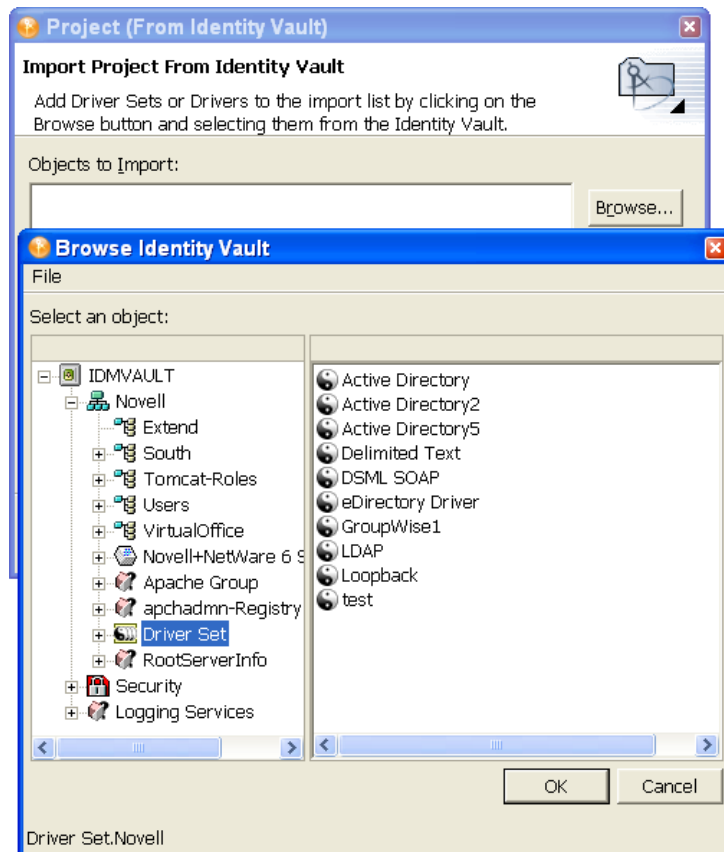 Project (From Identity Vault)
Import Project From Identity Vault
Add Driver Sets or Drivers to the import list by clicking on the
Browse button and selecting them from the Identity Vault.
Objects to Import:
Browse...
Browse Identity Vault
File
Select an object:
IDMVAULT
Novell
Extend
South
Tomcat-Roles
Users
VirtualOffice
Novell+NetWare 6 S
Apache Group
apchadmn-Registry
Driver Set
RootServerInfo
Security
Logging Services
Active Directory
Active Directory2
Active Directory5
Delimited Text
DSML SOAP
eDirectory Driver
GroupWise1
LDAP
Loopback
test
OK
Cancel
Driver Set.Novell